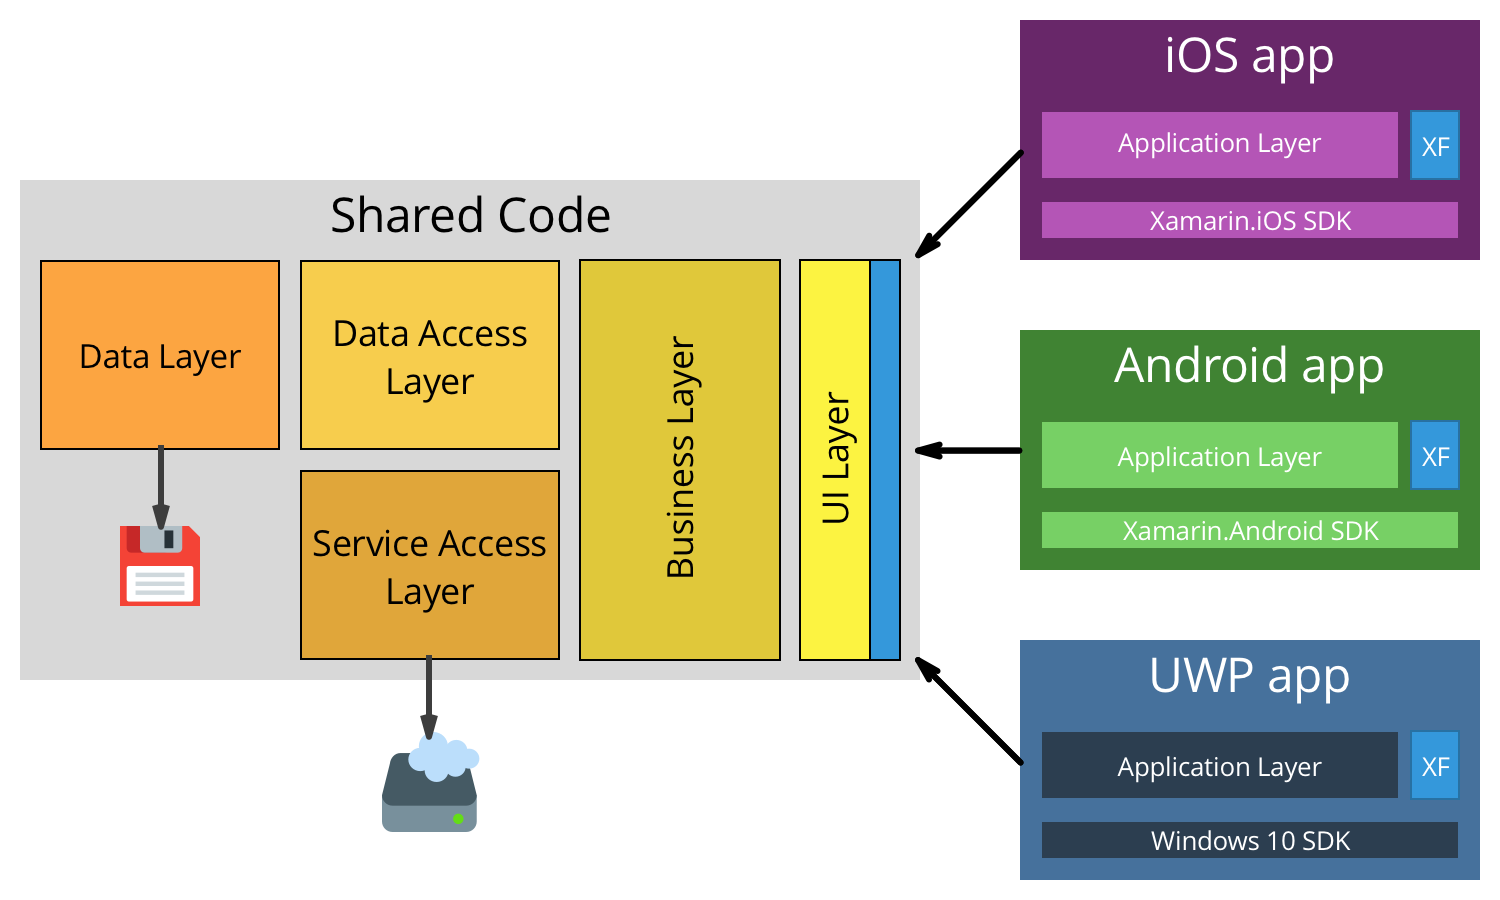 Shared Code
Data Layer
Data Access
Layer
Service Access
Layer
Business Layer
UI Layer
iOS app
Application Layer
XF
Xamarin.iOS SDK
Android app
Application Layer
XF
Xamarin.Android SDK
UWP app
Application Layer
XF
Windows 10 SDK